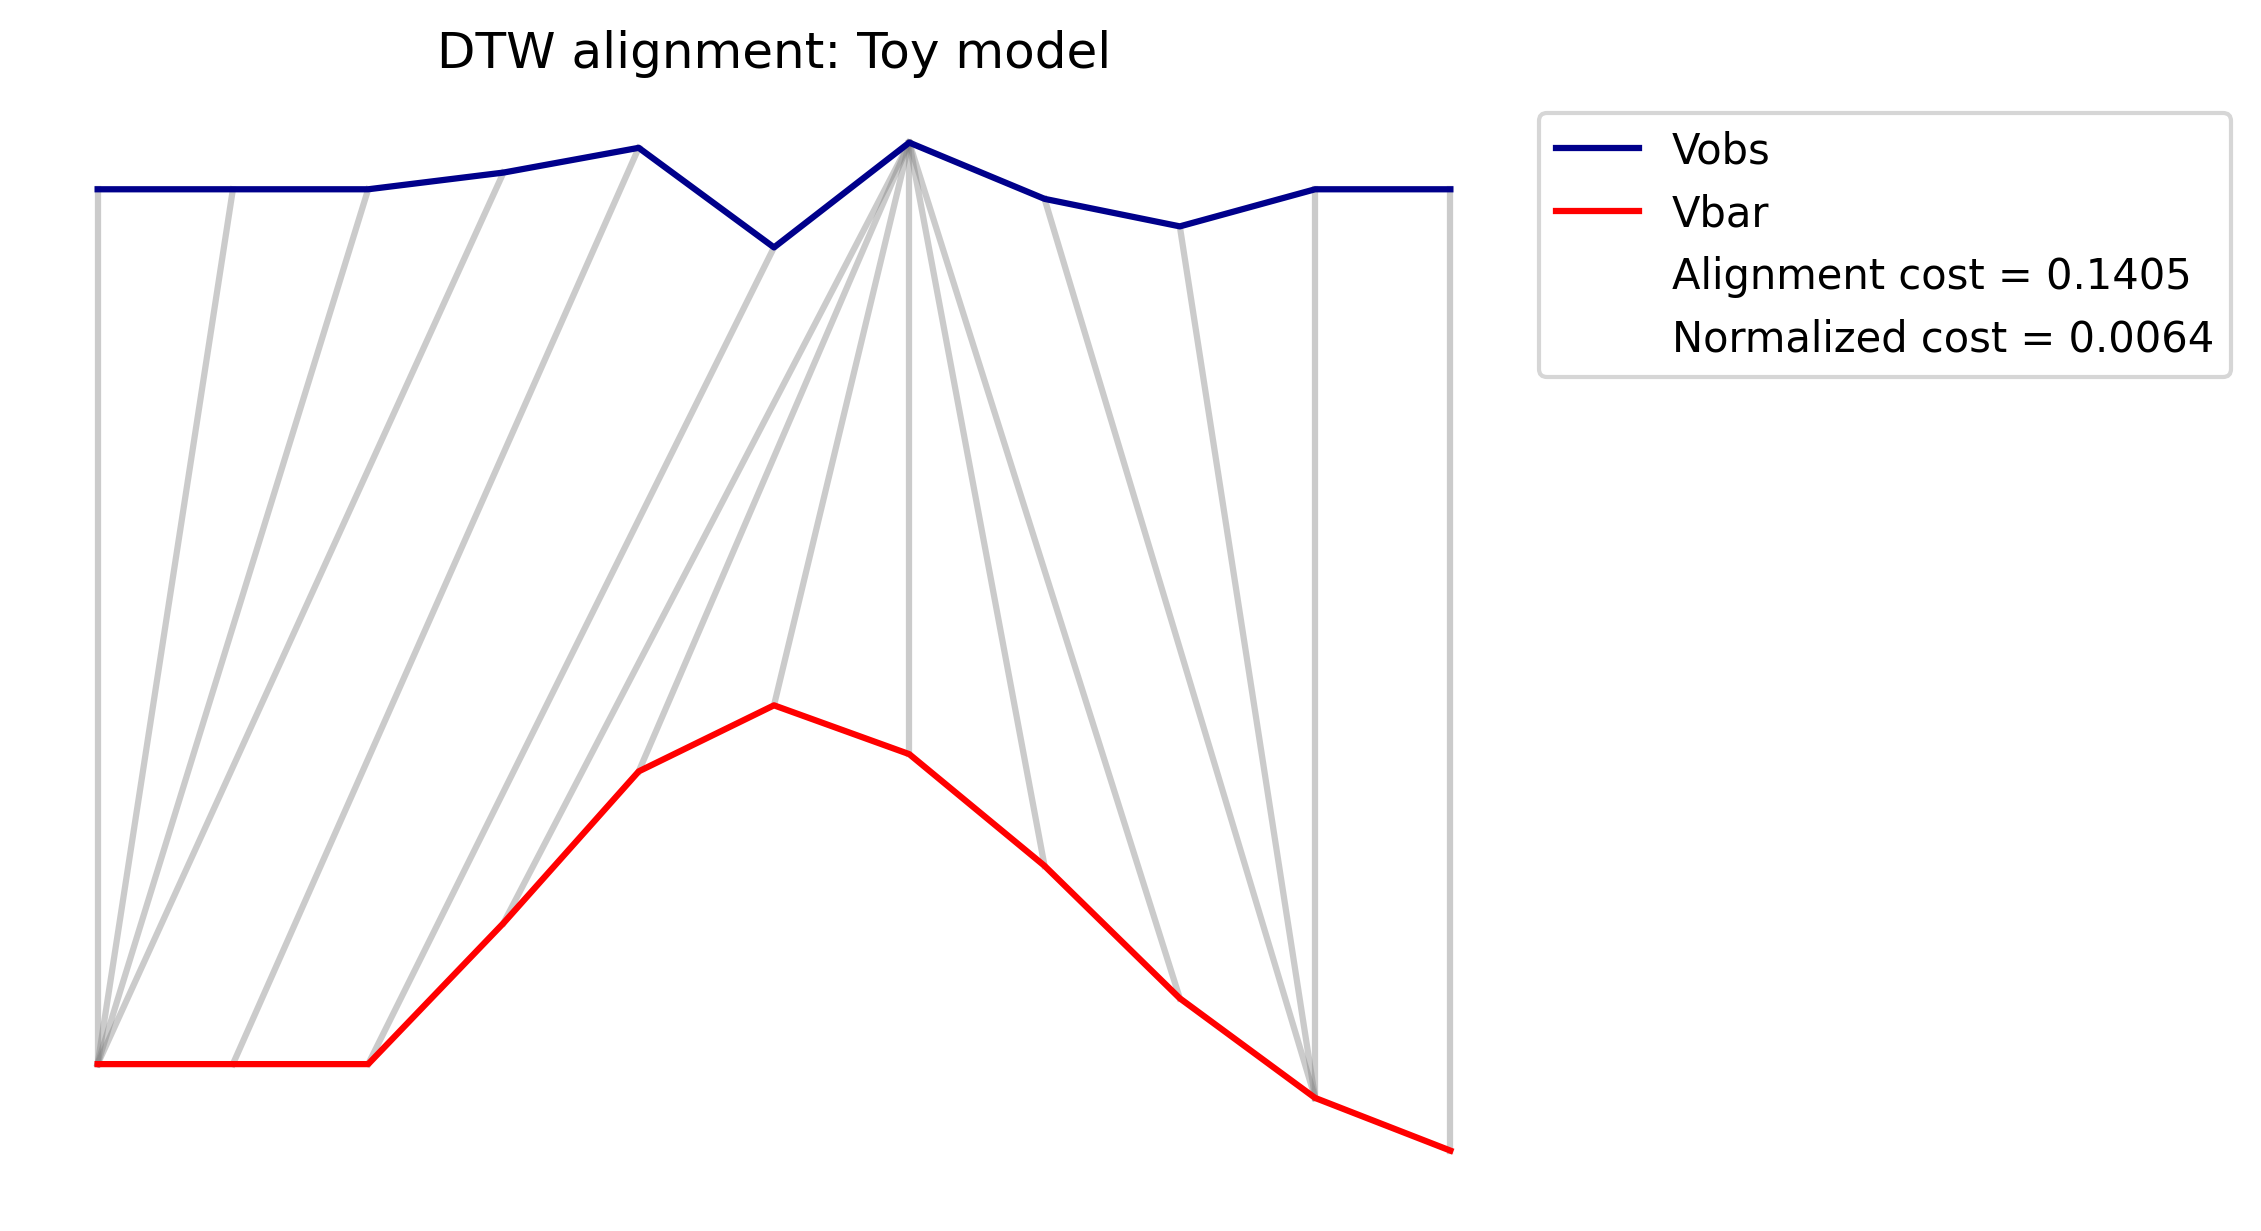 DTW alignment: Toy model
Vobs
Vbar
Alignment cost = 0.1405
Normalized cost = 0.0064